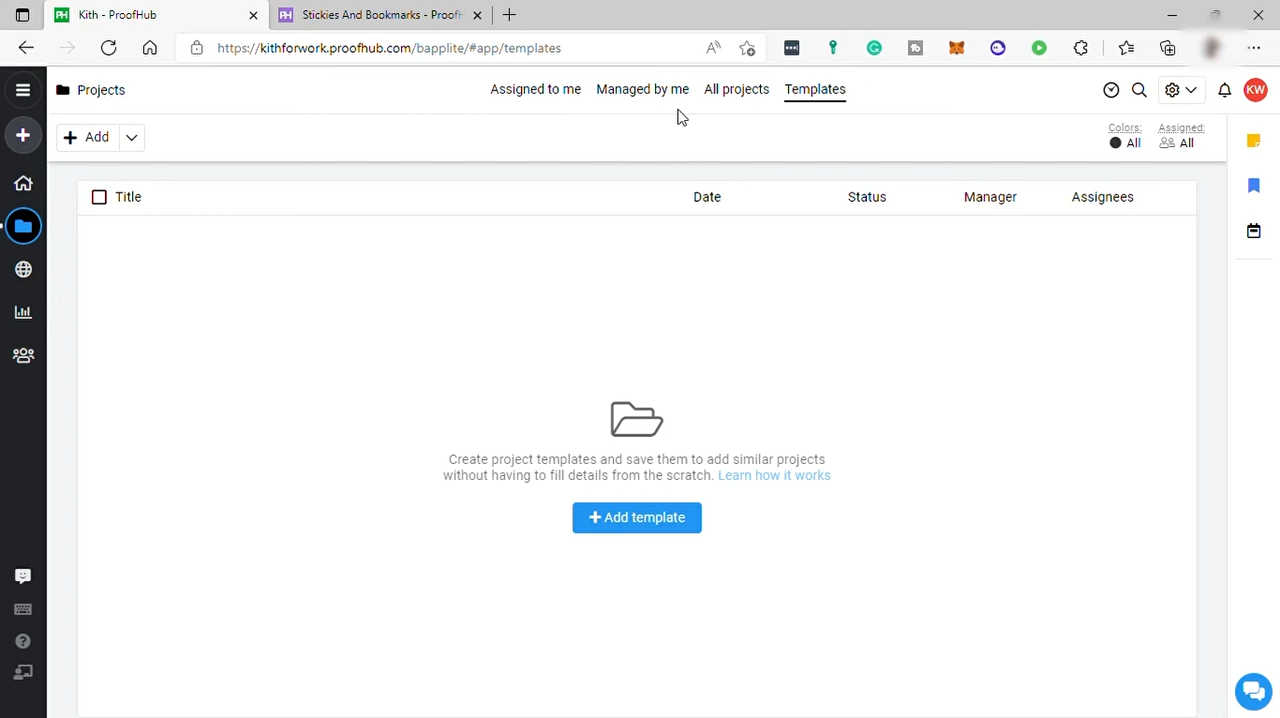 Kith - ProofHub
Stickies And Bookmarks - ProofH
https://kithforwork.proofhub.com/bapplite/#app/templates
Projects
Assigned to me
Managed by me
All projects
Templates
KW
Add
Colors:
All
Assigned:
All
Title
Date
Status
Manager
Assignees
Create project templates and save them to add similar projects
without having to fill details from the scratch. Learn how it works
Add template